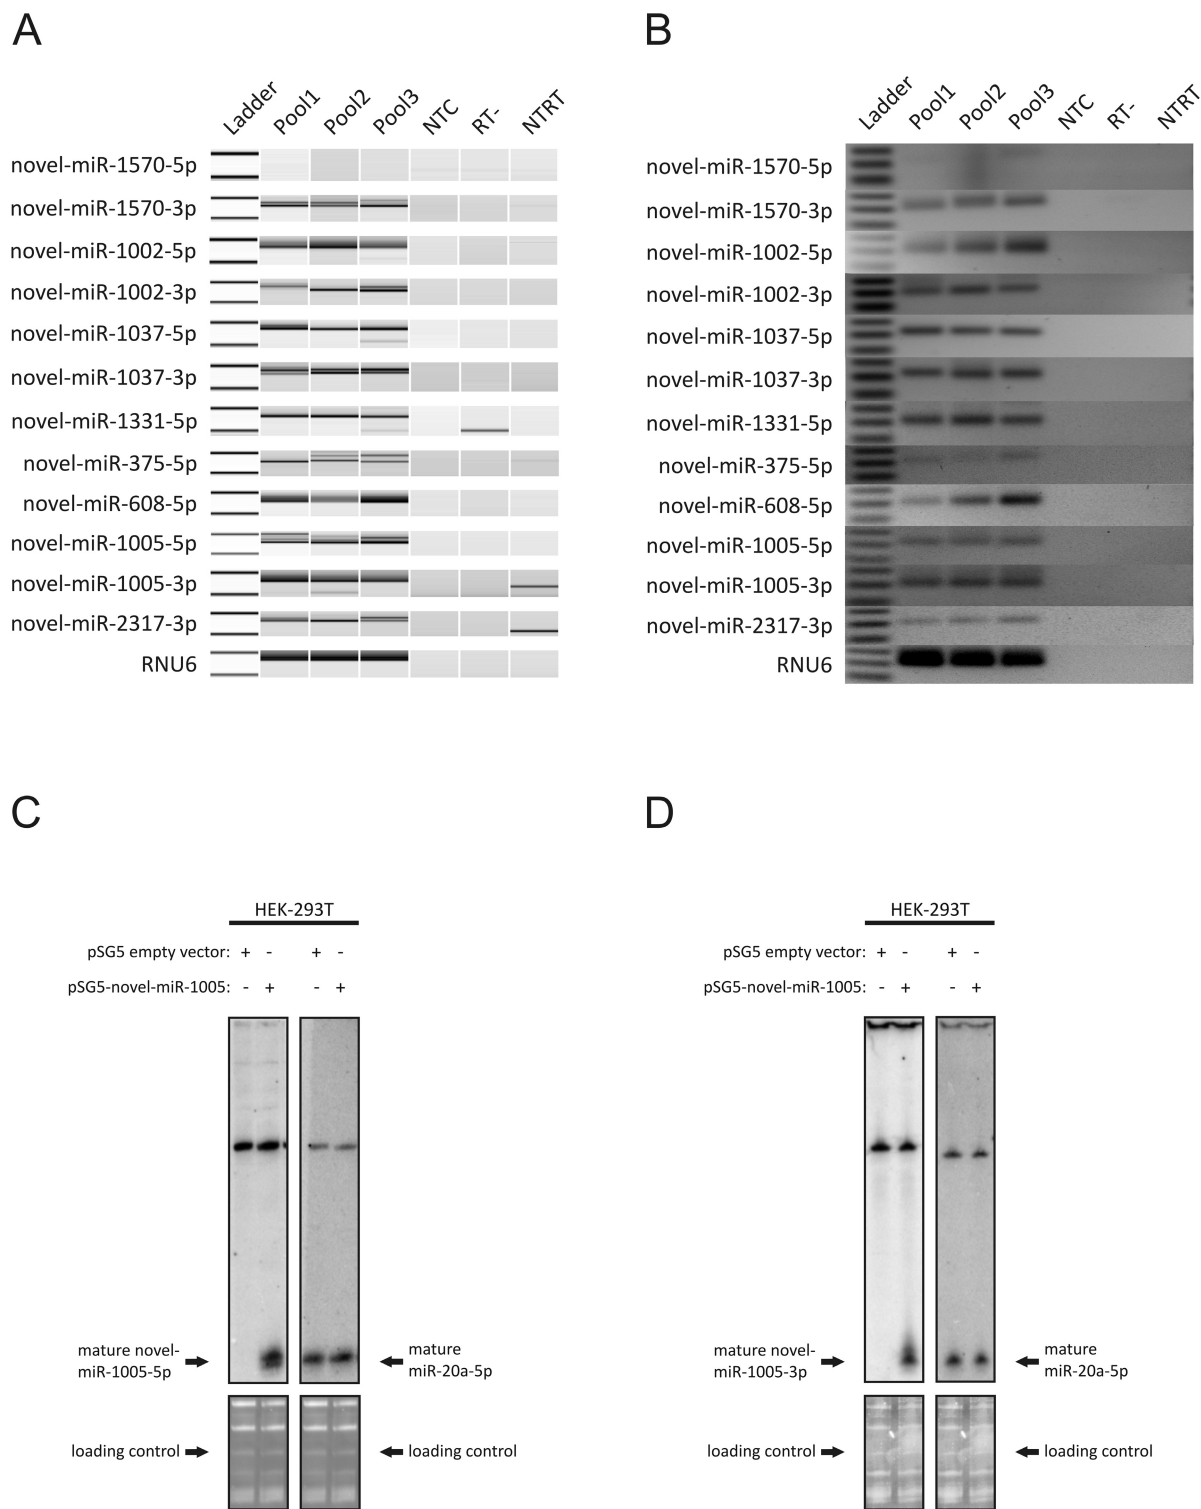 A
Ladder Pool1 Pool2 Pool3 NTC RT- NTRT
novel-miR-1570-5p
novel-miR-1570-3p
novel-miR-1002-5p
novel-miR-1002-3p
novel-miR-1037-5p
novel-miR-1037-3p
novel-miR-1331-5p
novel-miR-375-5p
novel-miR-608-5p
novel-miR-1005-5p
novel-miR-1005-3p
novel-miR-2317-3p
RNU6
B
Ladder Pool1 Pool2 Pool3 NTC RT- NTRT
novel-miR-1570-5p
novel-miR-1570-3p
novel-miR-1002-5p
novel-miR-1002-3p
novel-miR-1037-5p
novel-miR-1037-3p
novel-miR-1331-5p
novel-miR-375-5p
novel-miR-608-5p
novel-miR-1005-5p
novel-miR-1005-3p
novel-miR-2317-3p
RNU6
C
HEK-293T
pSG5 empty vector: + - + -
pSG5-novel-miR-1005: - + - +
mature novel-
miR-1005-5p
mature
miR-20a-5p
loading control
loading control
D
HEK-293T
pSG5 empty vector: + - + -
pSG5-novel-miR-1005: - + - +
mature novel-
miR-1005-3p
mature
miR-20a-5p
loading control
loading control